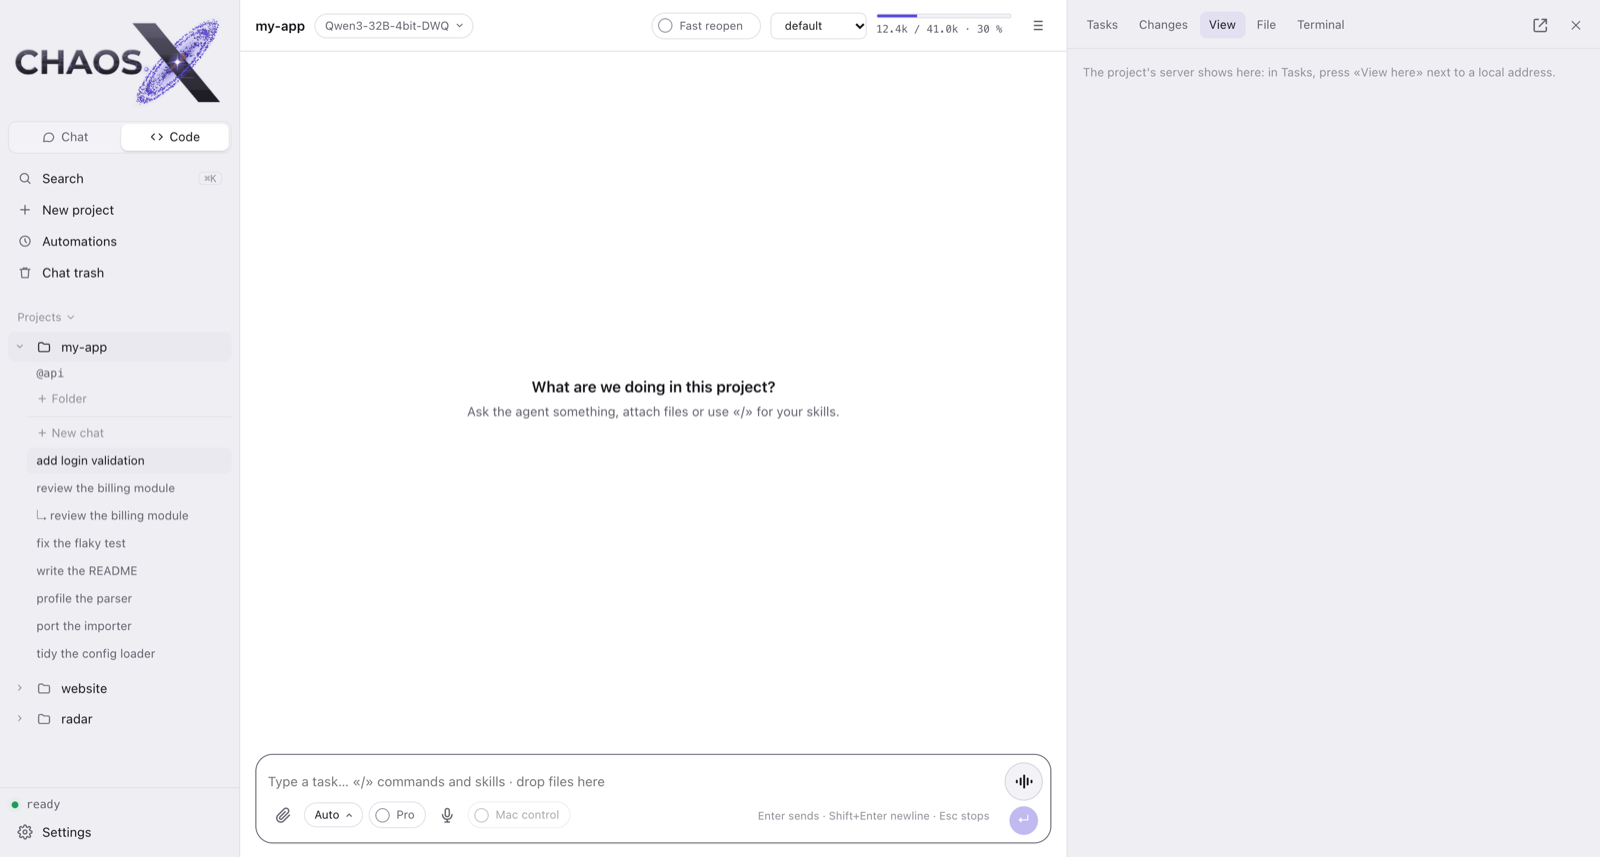 CHAOSX
Chat
Code
Search
⌘K
New project
Automations
Chat trash
Projects
my-app
@api
+ Folder
+ New chat
add login validation
review the billing module
review the billing module
fix the flaky test
write the README
profile the parser
port the importer
tidy the config loader
website
radar
ready
Settings
my-app
Qwen3-32B-4bit-DWQ
Fast reopen
default
12.4k / 41.0k · 30 %
What are we doing in this project?
Ask the agent something, attach files or use «/» for your skills.
Type a task... «/» commands and skills · drop files here
Auto
Pro
Mac control
Enter sends · Shift+Enter newline · Esc stops
Tasks
Changes
View
File
Terminal
The project's server shows here: in Tasks, press «View here» next to a local address.